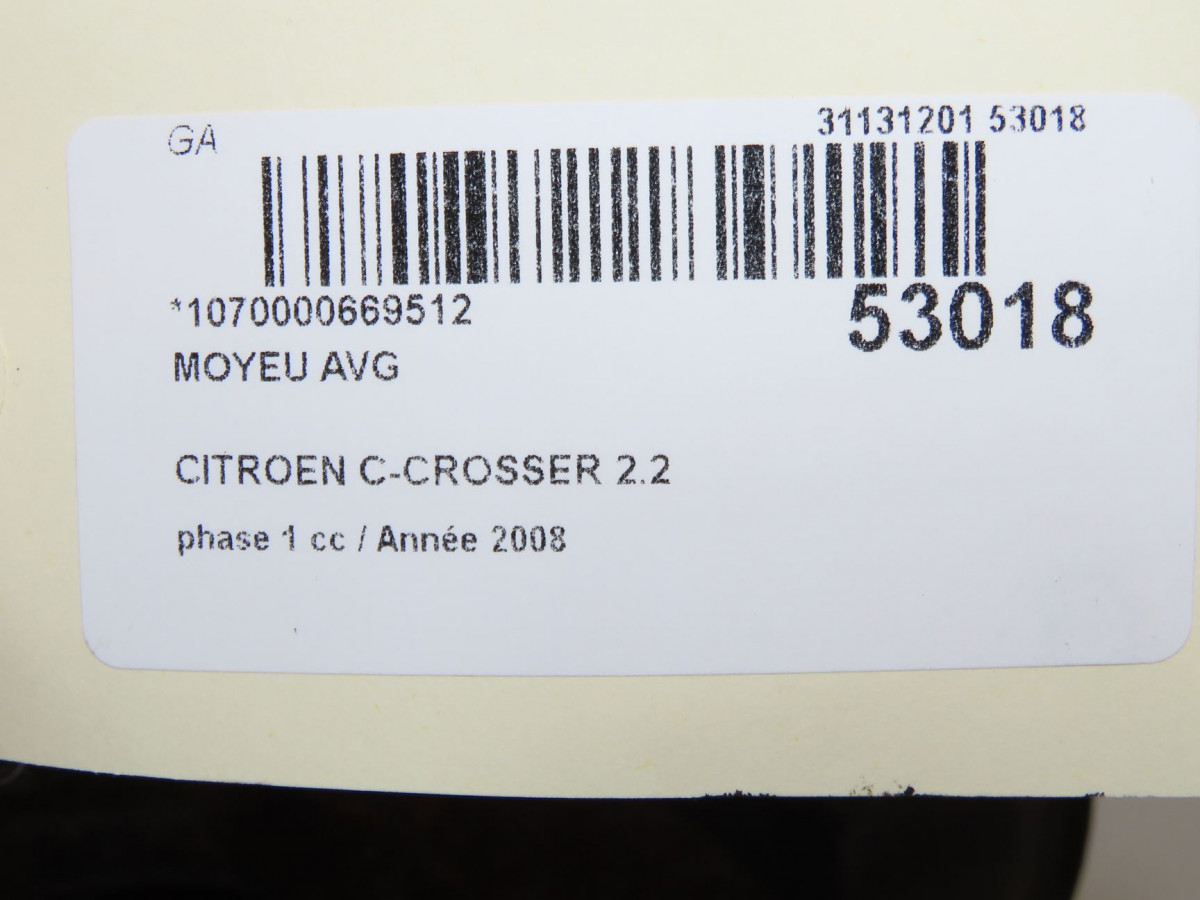 GA
31131201 53018
*1070000669512
53018
MOYEU AVG
CITROEN C-CROSSER 2.2
phase 1 cc / Année 2008